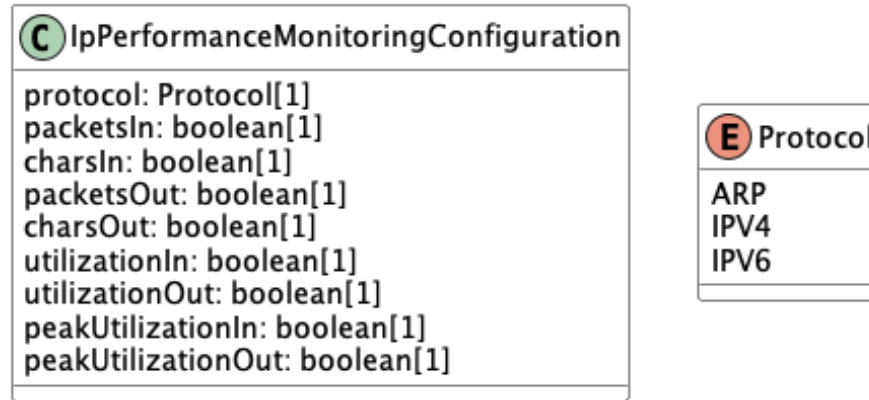 C IpPerformanceMonitoringConfiguration
protocol: Protocol[1]
packetsIn: boolean[1]
charsIn: boolean[1]
packetsOut: boolean[1]
charsOut: boolean[1]
utilizationIn: boolean[1]
utilizationOut: boolean[1]
peakUtilizationIn: boolean[1]
peakUtilizationOut: boolean[1]
E Protocol
ARP
IPV4
IPV6